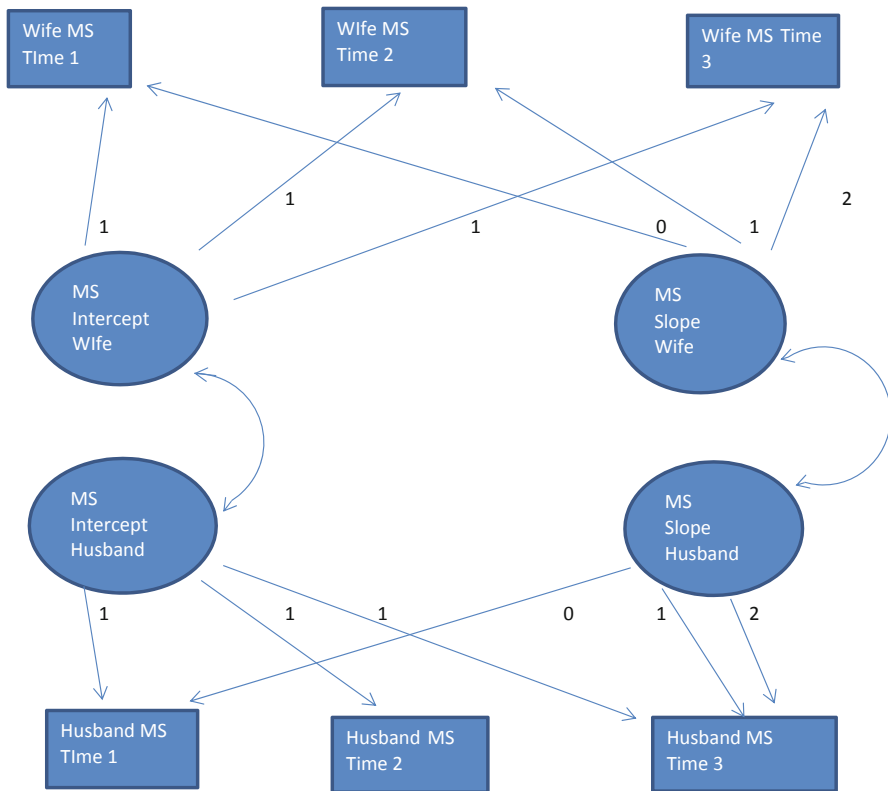 Wife MS
TIme 1
WIfe MS
Time 2
Wife MS Time
3
1
1
1
0
1
2
MS
Intercept
WIfe
MS
Slope
Wife
MS
Intercept
Husband
MS
Slope
Husband
1
1
1
0
1
2
Husband MS
TIme 1
Husband MS
Time 2
Husband MS
Time 3